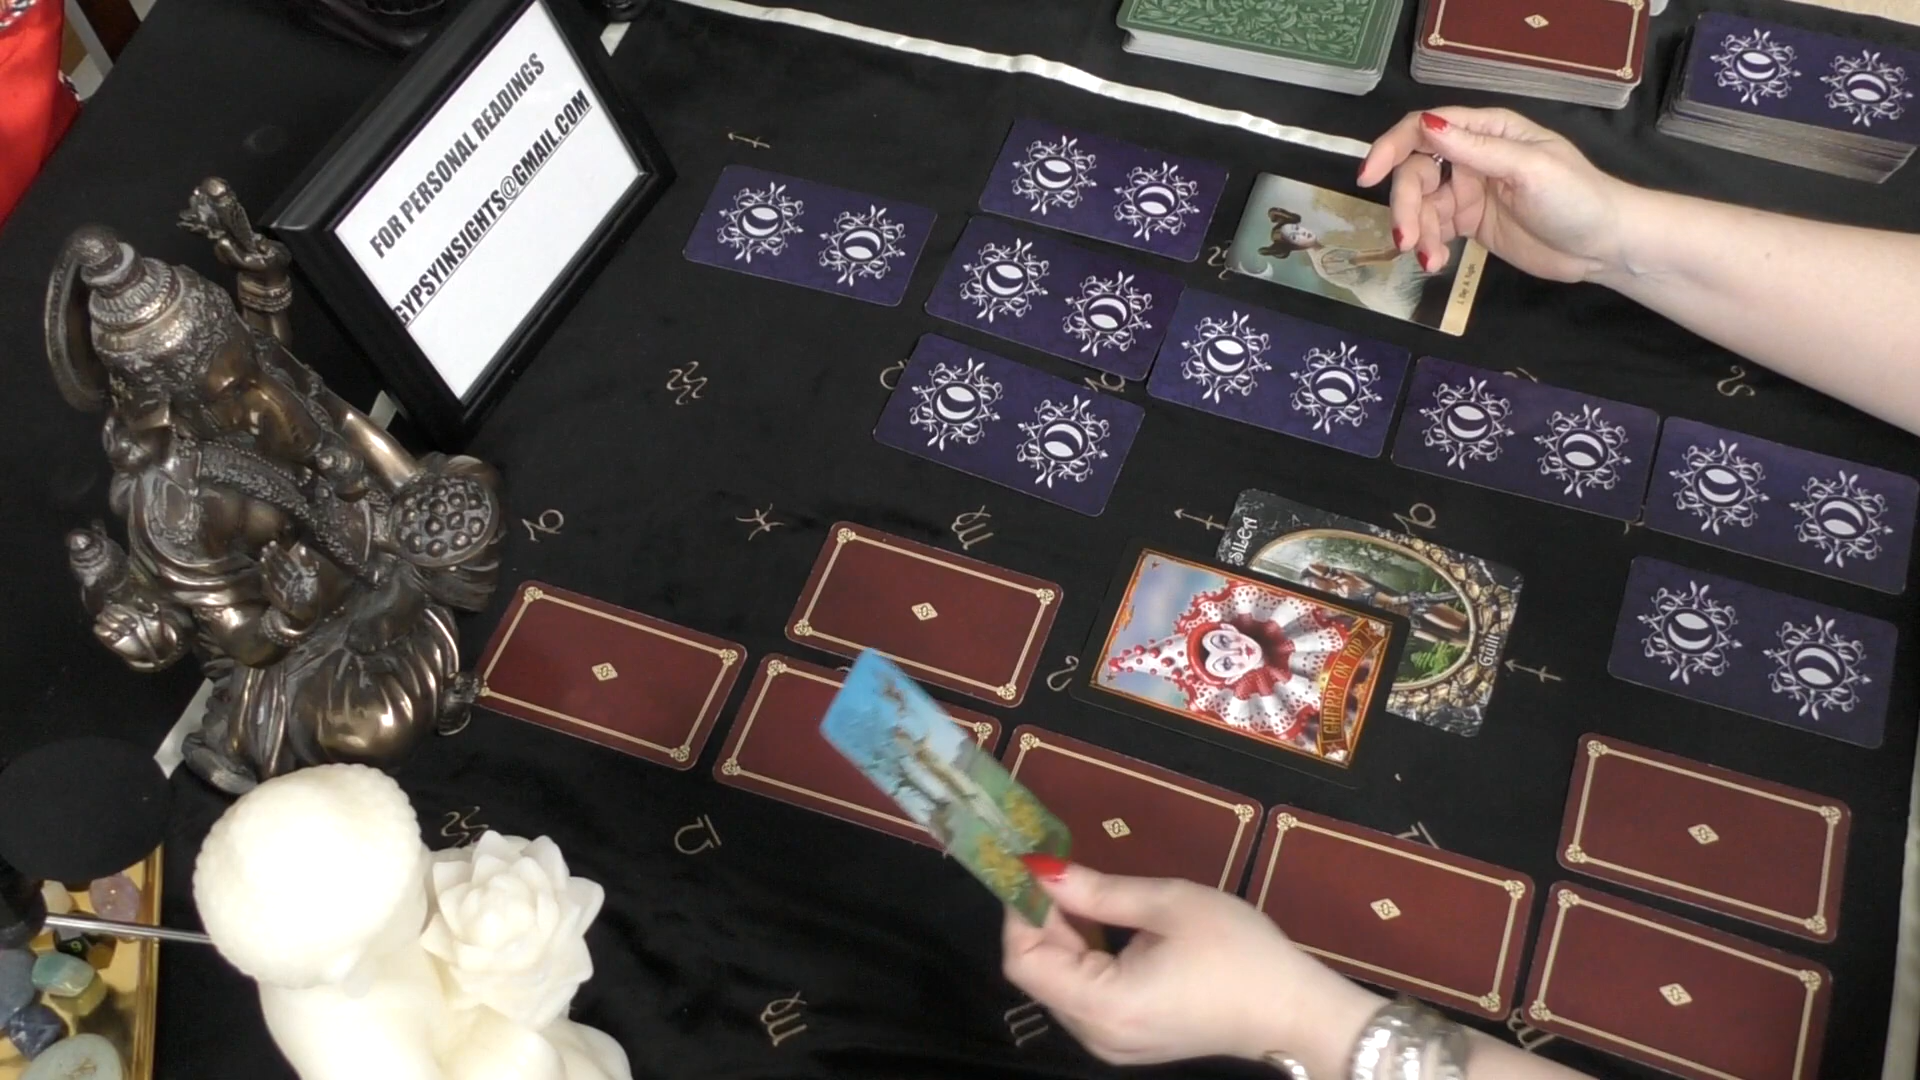 FOR PERSONAL READINGS
GYPSYINSIGHTS@GMAIL.COM
CHERRY ON TOP
Guilt